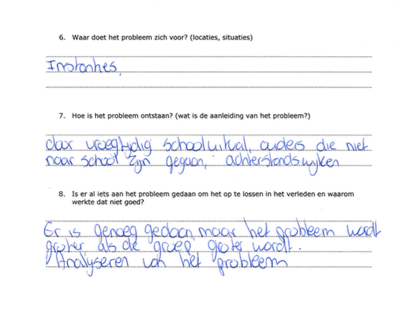 6. Waar doet het probleem zich voor? (locaties, situaties)
Instanties,
7. Hoe is het probleem ontstaan? (wat is de aanleiding van het probleem?)
door vroegtijdig schooluitval, ouders die niet
naar school zijn gegaan, achterstandswijken
8. Is er al iets aan het probleem gedaan om het op te lossen in het verleden en waarom
werkte dat niet goed?
Er is genoeg gedaan, maar het probleem wordt
groter, als de groep groter wordt.
Analyseren van het probleem